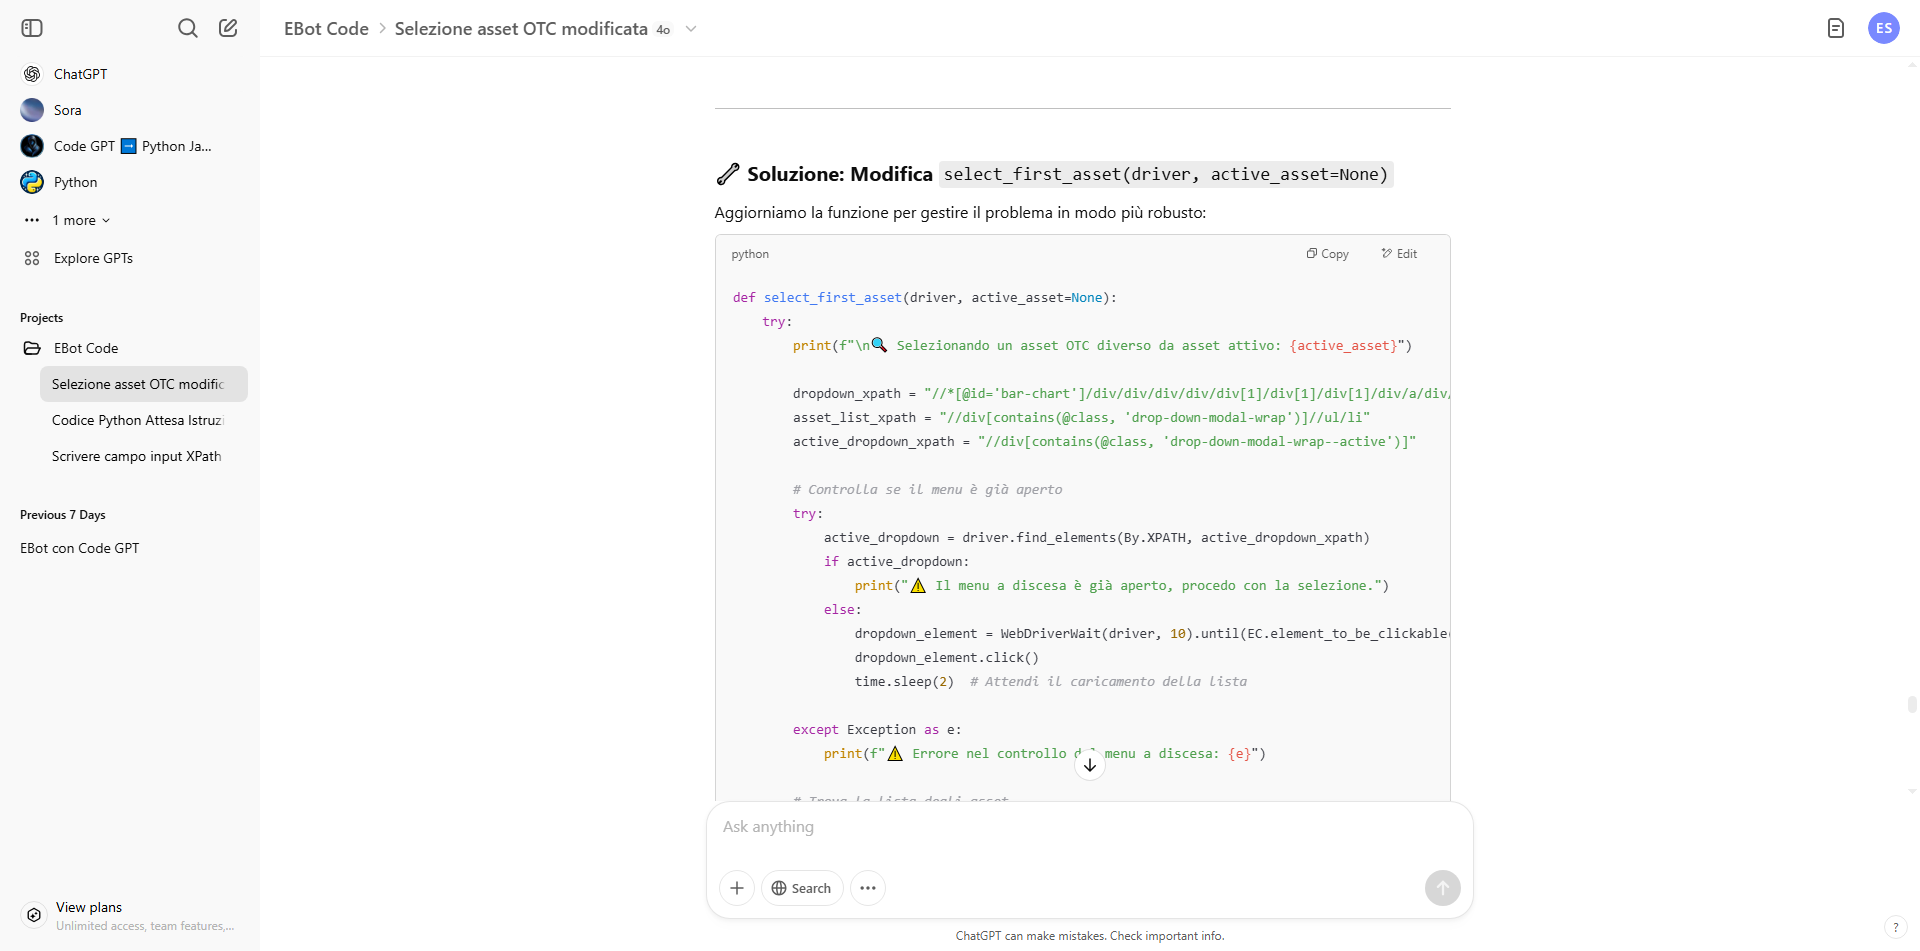 EBot Code > Selezione asset OTC modificata 4o
ES
ChatGPT
Sora
Code GPT ➡️ Python Ja...
Python
1 more
Explore GPTs
Projects
EBot Code
Selezione asset OTC modific
Codice Python Attesa Istruzi
Scrivere campo input XPath
Previous 7 Days
EBot con Code GPT
View plans
Unlimited access, team features,...
🔧 Soluzione: Modifica select_first_asset(driver, active_asset=None)
Aggiorniamo la funzione per gestire il problema in modo più robusto:
python
Copy
Edit
def select_first_asset(driver, active_asset=None):
    try:
        print(f"\n🔍 Selezionando un asset OTC diverso da asset attivo: {active_asset}")
        dropdown_xpath = "//*[@id='bar-chart']/div/div/div/div/div[1]/div[1]/div[1]/div/a/div/
        asset_list_xpath = "//div[contains(@class, 'drop-down-modal-wrap')]//ul/li"
        active_dropdown_xpath = "//div[contains(@class, 'drop-down-modal-wrap--active')]"
        # Controlla se il menu è già aperto
        try:
            active_dropdown = driver.find_elements(By.XPATH, active_dropdown_xpath)
            if active_dropdown:
                print("⚠️ Il menu a discesa è già aperto, procedo con la selezione.")
            else:
                dropdown_element = WebDriverWait(driver, 10).until(EC.element_to_be_clickable(
                dropdown_element.click()
                time.sleep(2)  # Attendi il caricamento della lista
        except Exception as e:
            print(f"⚠️ Errore nel controllo del menu a discesa: {e}")
        # Trova la lista degli asset
Ask anything
Search
ChatGPT can make mistakes. Check important info.
?